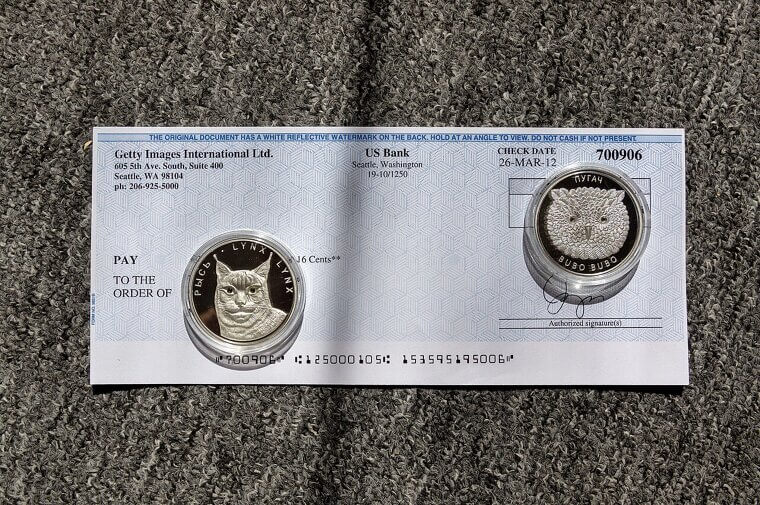 THE ORIGINAL DOCUMENT HAS A WHITE REFLECTIVE WATERMARK ON THE BACK. HOLD AT AN ANGLE TO VIEW. DO NOT CASH IF NOT PRESENT.
Getty Images International Ltd.
605 5th Ave. South, Suite 400
Seattle, WA 98104
ph: 206-925-5000
US Bank
Seattle, Washington
19-10/1250
CHECK DATE
26-MAR-12
700906
ПУГАЧ
BUBO BUBO
PAY
16 Cents**
TO THE
ORDER OF
РЫСЬ · LYNX LYNX
Authorized signature(s)
⑈700906⑈ ⑆125000105⑆ 153595195006⑈